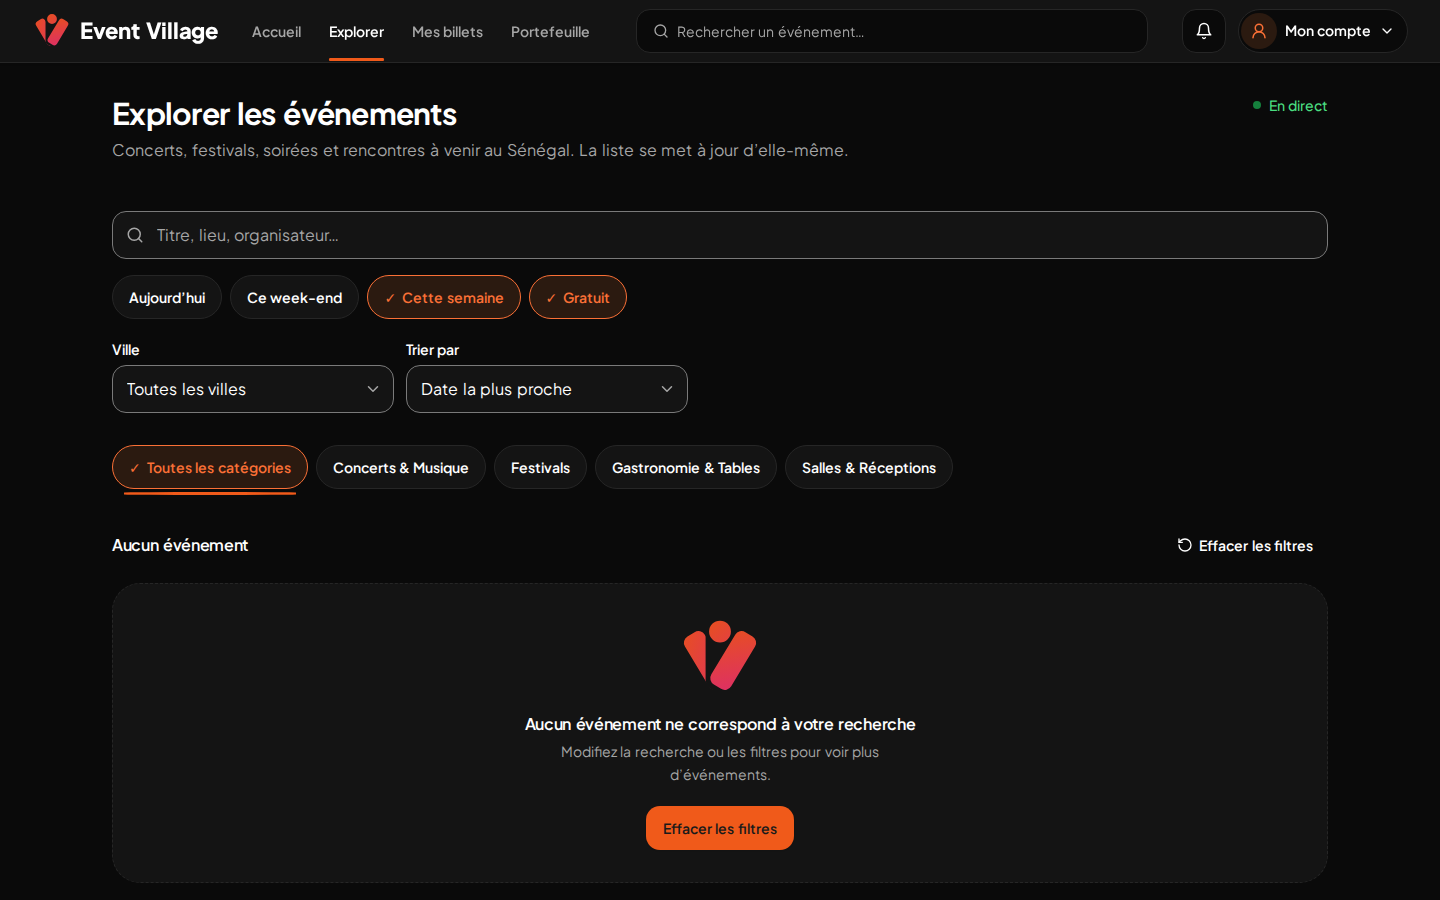 Event Village
Accueil
Explorer
Mes billets
Portefeuille
Rechercher un événement…
Mon compte
Explorer les événements
En direct
Concerts, festivals, soirées et rencontres à venir au Sénégal. La liste se met à jour d’elle-même.
Titre, lieu, organisateur…
Aujourd’hui
Ce week-end
✓ Cette semaine
✓ Gratuit
Ville
Trier par
Toutes les villes
Date la plus proche
✓ Toutes les catégories
Concerts & Musique
Festivals
Gastronomie & Tables
Salles & Réceptions
Aucun événement
Effacer les filtres
Aucun événement ne correspond à votre recherche
Modifiez la recherche ou les filtres pour voir plus
d’événements.
Effacer les filtres